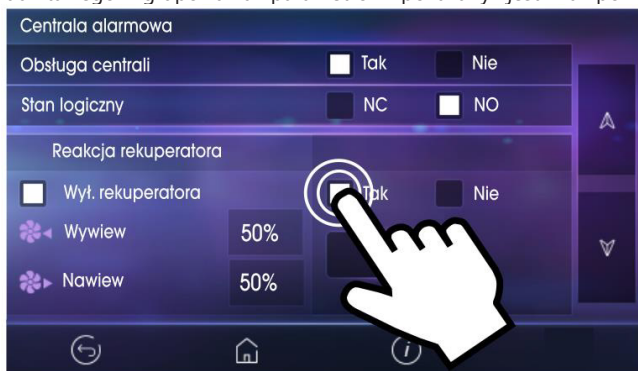 Centrala alarmowa
Obsługa centrali Tak Nie
Stan logiczny NC NO
Reakcja rekuperatora
Wył. rekuperatora Tak Nie
Wywiew 50%
Nawiew 50%